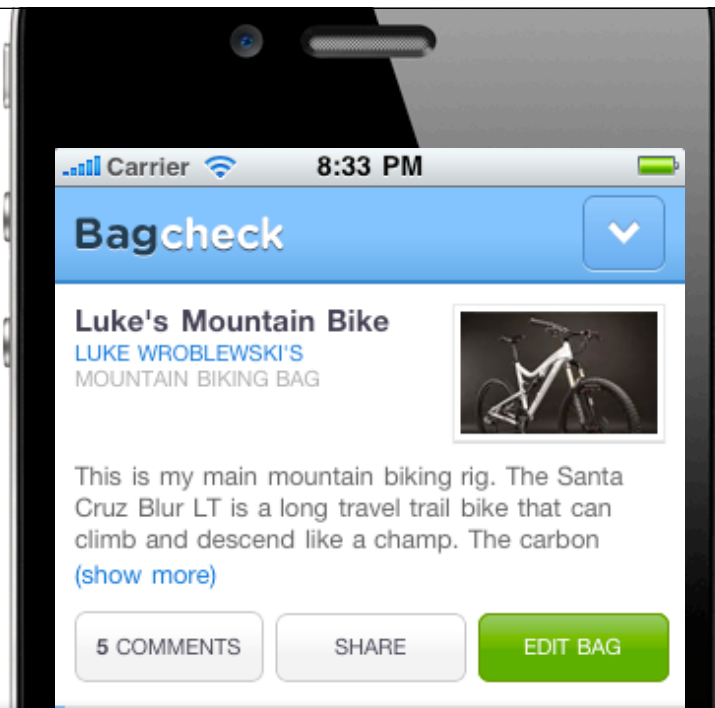 Carrier 8:33 PM
Bagcheck
Luke's Mountain Bike
LUKE WROBLEWSKI'S
MOUNTAIN BIKING BAG
This is my main mountain biking rig. The Santa
Cruz Blur LT is a long travel trail bike that can
climb and descend like a champ. The carbon
(show more)
5 COMMENTS SHARE EDIT BAG